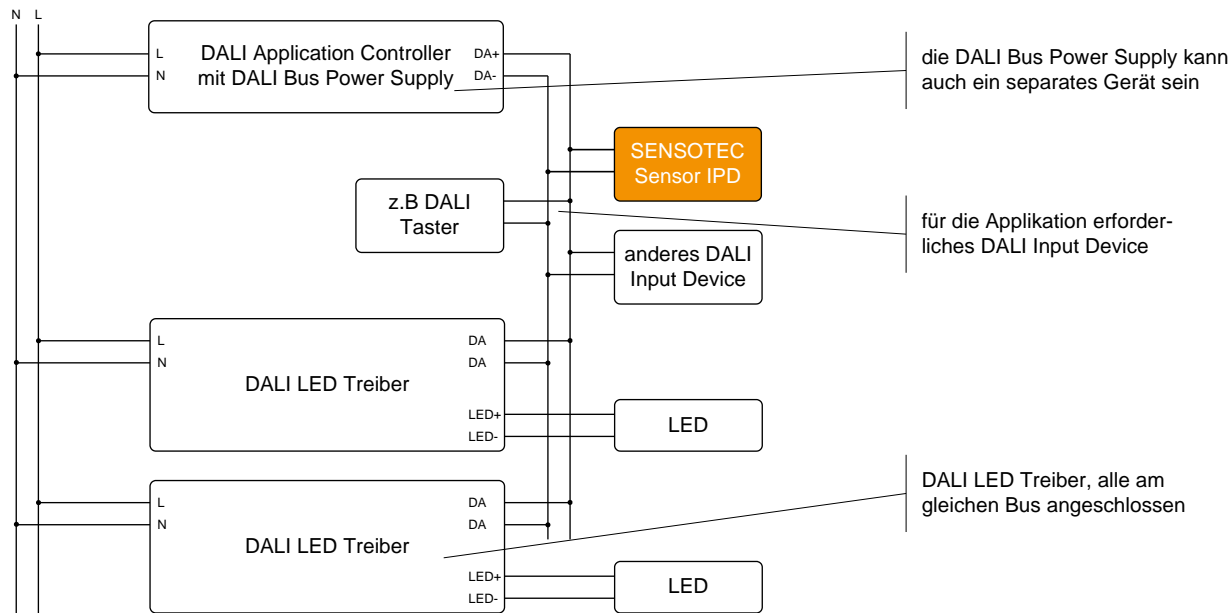 N L
L DALI Application Controller DA+
N mit DALI Bus Power Supply DA-
die DALI Bus Power Supply kann
auch ein separates Gerät sein
SENSOTEC
Sensor IPD
z.B DALI
Taster
für die Applikation erforder-
liches DALI Input Device
anderes DALI
Input Device
L DA
N DA
DALI LED Treiber
LED+
LED-
LED
L DA
N DA
DALI LED Treiber
DALI LED Treiber, alle am
gleichen Bus angeschlossen
LED+
LED-
LED